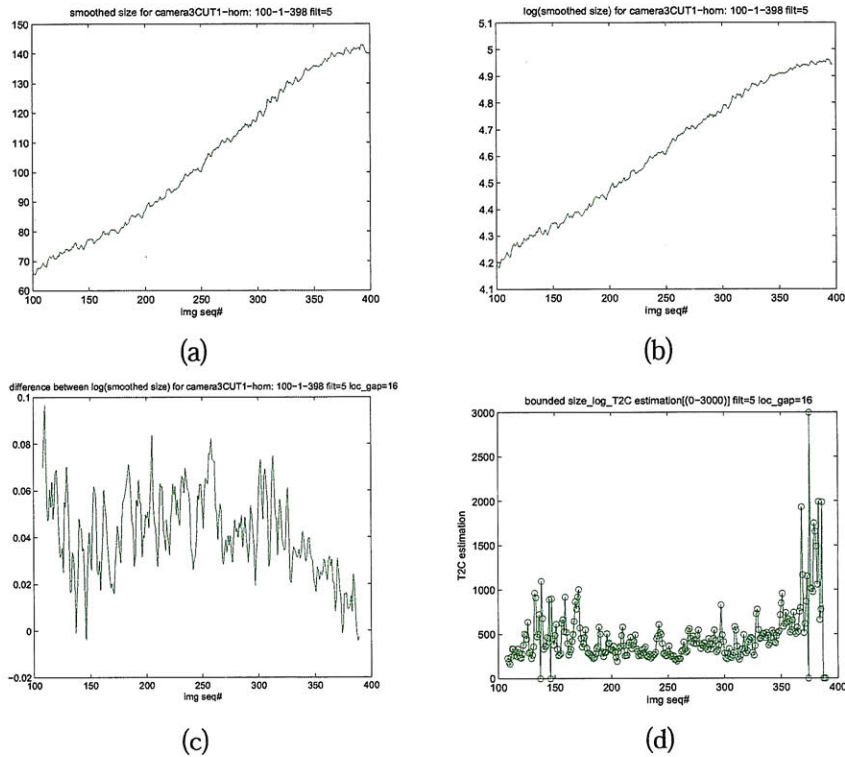 smoothed size for camera3CUT1-hom: 100-1-398 filt=5
150
140
130
120
110
100
90
80
70
60
100 150 200 250 300 350 400
img seq#
(a)
log(smoothed size) for camera3CUT1-hom: 100-1-398 filt=5
5.1
5
4.9
4.8
4.7
4.6
4.5
4.4
4.3
4.2
4.1
100 150 200 250 300 350 400
img seq#
(b)
difference between log(smoothed size) for camera3CUT1-hom: 100-1-398 filt=5 loc_gap=16
0.1
0.08
0.06
0.04
0.02
0
-0.02
100 150 200 250 300 350 400
img seq#
(c)
bounded size_log_T2C estimation[(0-3000)] filt=5 loc_gap=16
T2C estimation
3000
2500
2000
1500
1000
500
0
100 150 200 250 300 350 400
img seq#
(d)